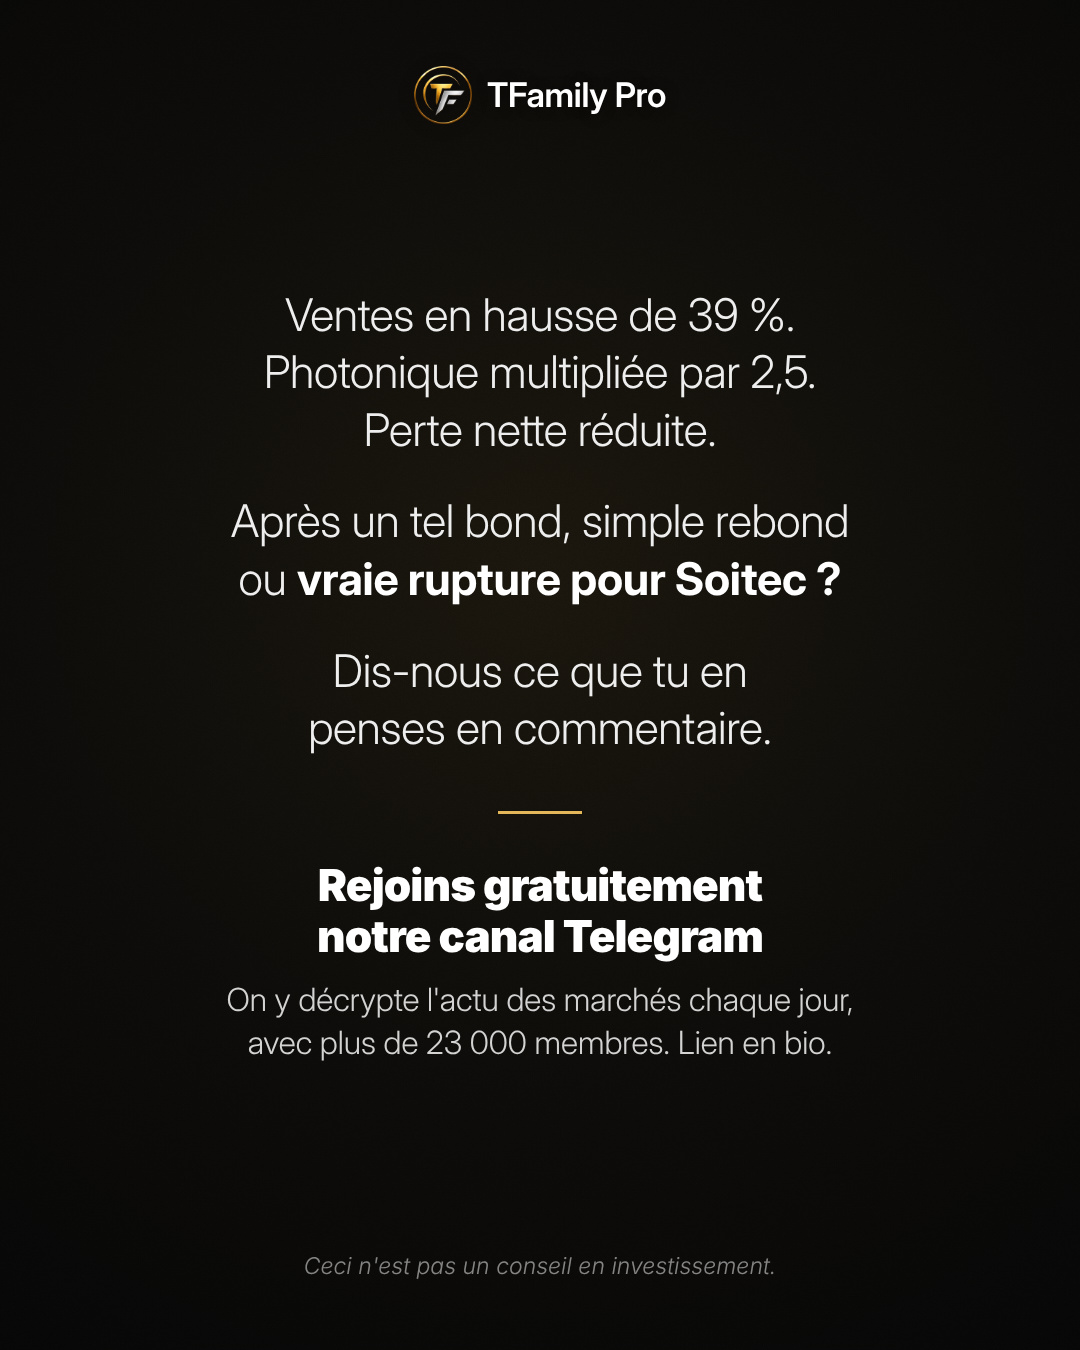 TF TFamily Pro
Ventes en hausse de 39 %.
Photonique multipliée par 2,5.
Perte nette réduite.
Après un tel bond, simple rebond
ou vraie rupture pour Soitec ?
Dis-nous ce que tu en
penses en commentaire.
Rejoins gratuitement
notre canal Telegram
On y décrypte l'actu des marchés chaque jour,
avec plus de 23 000 membres. Lien en bio.
Ceci n'est pas un conseil en investissement.